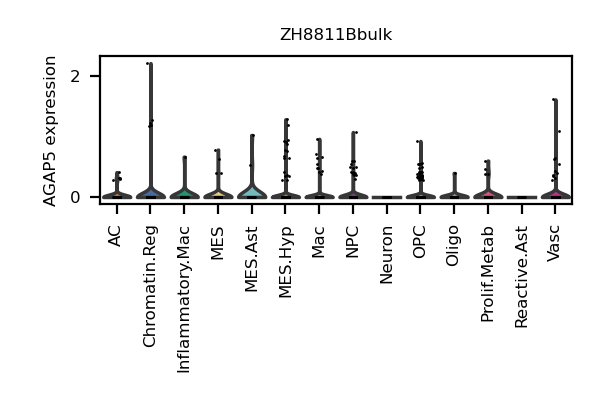 ZH8811Bbulk
AGAP5 expression
2
0
AC
Chromatin.Reg
Inflammatory.Mac
MES
MES.Ast
MES.Hyp
Mac
NPC
Neuron
OPC
Oligo
Prolif.Metab
Reactive.Ast
Vasc